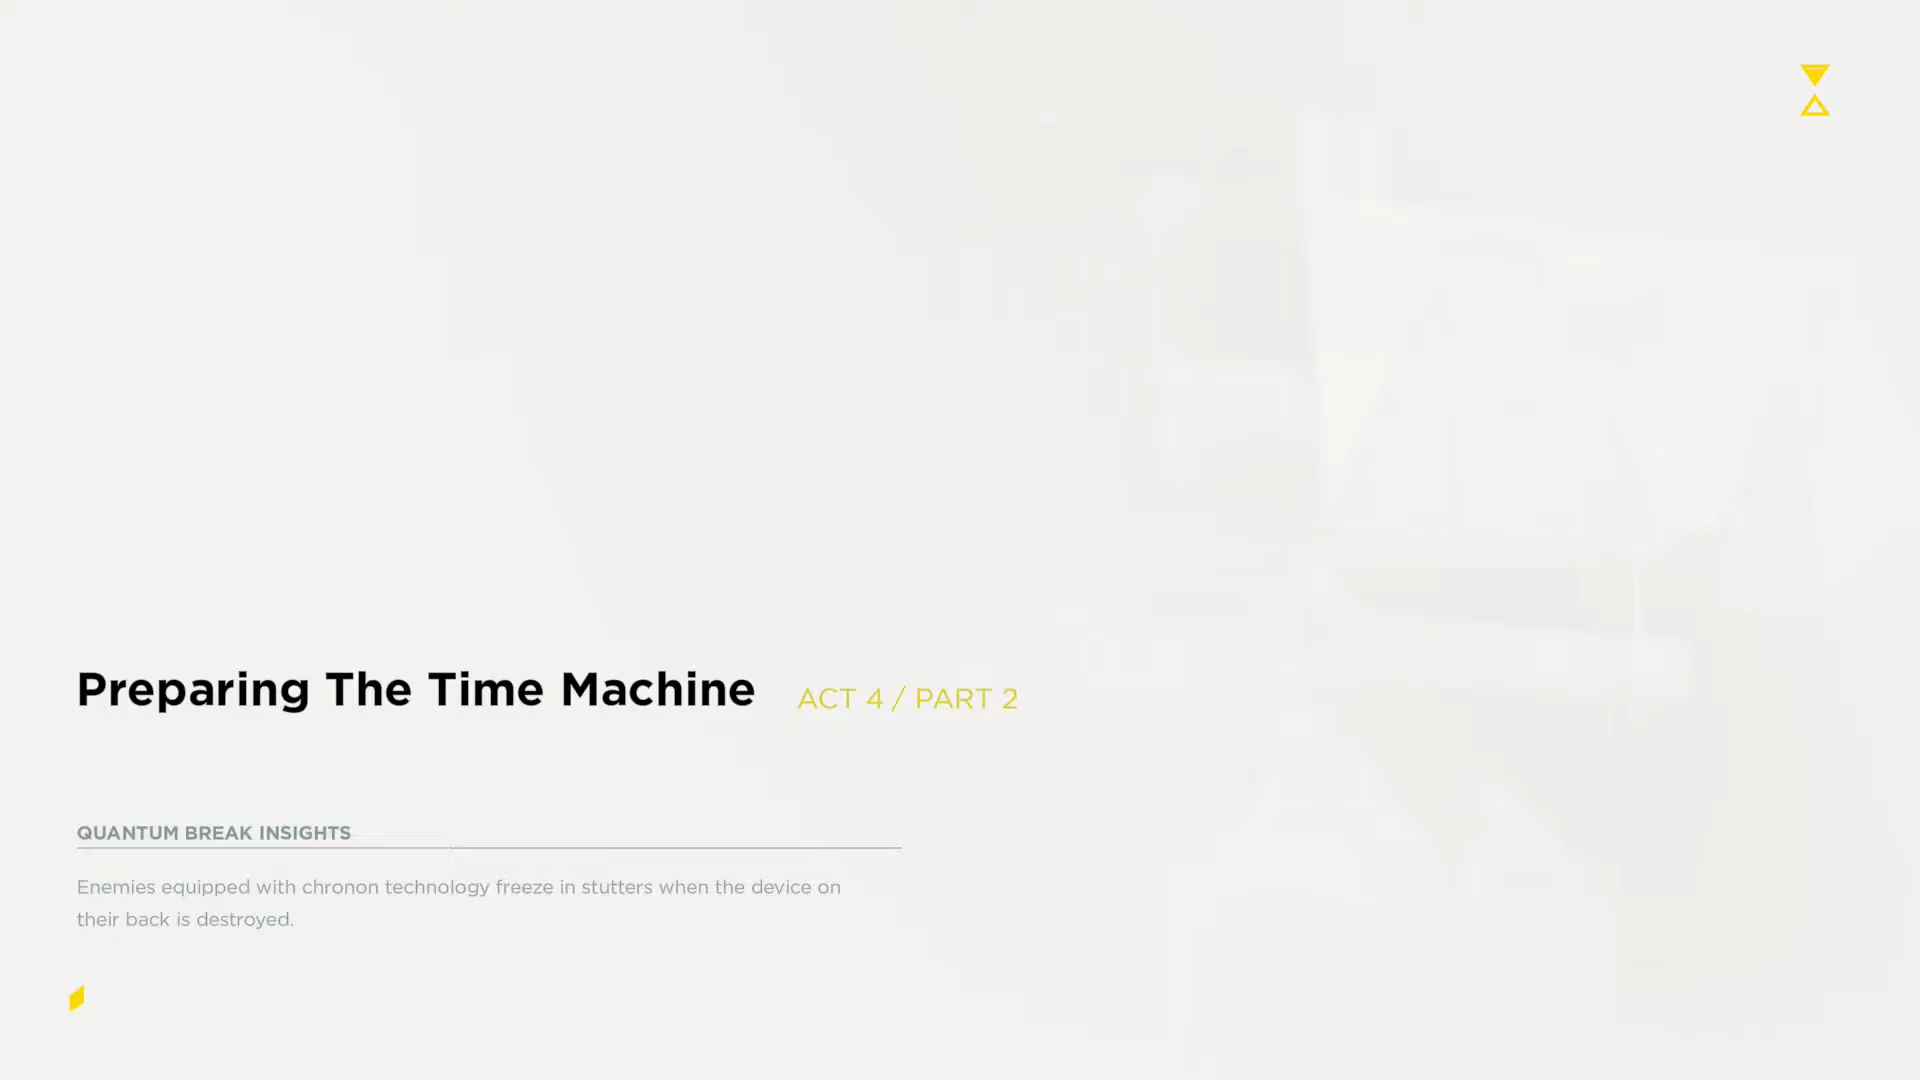 Preparing The Time Machine ACT 4 / PART 2
QUANTUM BREAK INSIGHTS
Enemies equipped with chronon technology freeze in stutters when the device on
their back is destroyed.